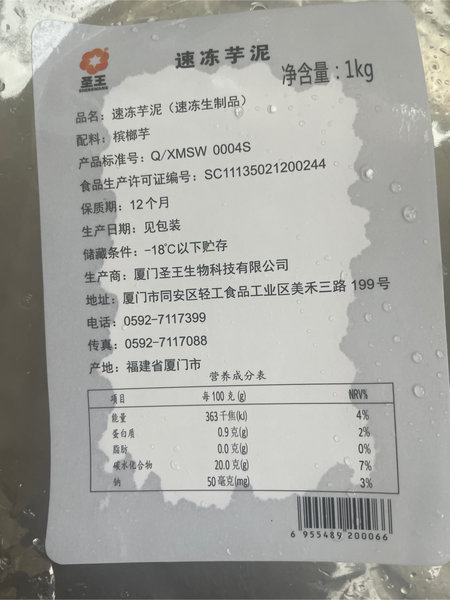 圣王
SHENGWANG
速冻芋泥
净含量：1kg
品名：速冻芋泥（速冻生制品）
配料：槟榔芋
产品标准号：Q/XMSW 0004S
食品生产许可证编号：SC11135021200244
保质期：12个月
生产日期：见包装
储藏条件：-18℃以下贮存
生产商：厦门圣王生物科技有限公司
地址：厦门市同安区轻工食品工业区美禾三路199号
电话：0592-7117399
传真：0592-7117088
产地：福建省厦门市
营养成分表
项目 每100克(g) NRV%
能量 363千焦(kJ) 4%
蛋白质 0.9克(g) 2%
脂肪 0.0克(g) 0%
碳水化合物 20.0克(g) 7%
钠 50毫克(mg) 3%
6 955489 200066